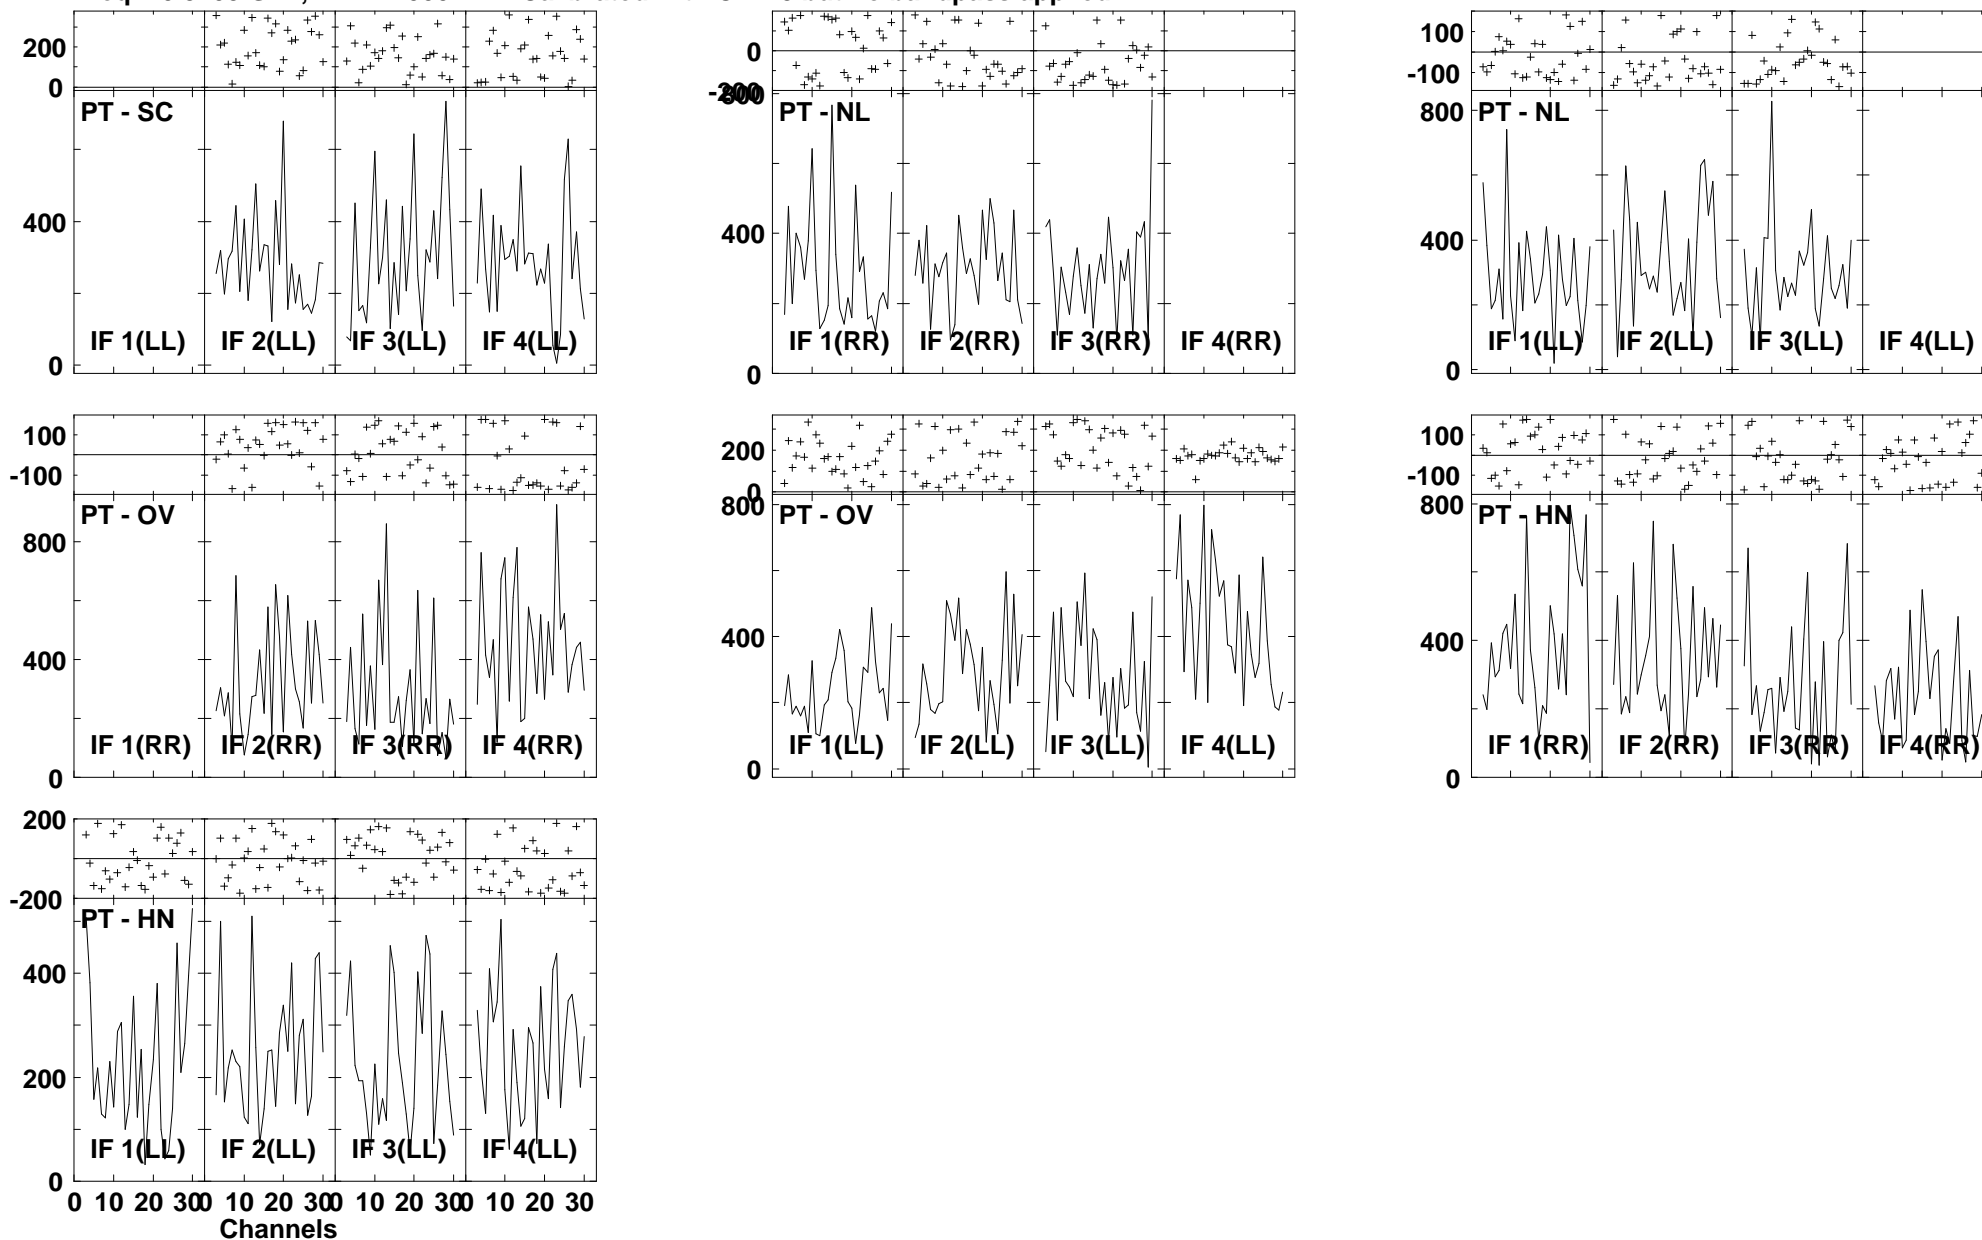 200 0 -200 100
0 -100
PT - SC 800 PT - NL 800 PT - NL
400 400 400
IF 1(LL) IF 2(LL) IF 3(LL) IF 4(LL) IF 1(RR) IF 2(RR) IF 3(RR) IF 4(RR) IF 1(LL) IF 2(LL) IF 3(LL) IF 4(LL)
0 0 0
100 200 100
-100 0 -100
PT - OV 800 PT - OV 800 PT - HN
800
400 400 400
IF 1(RR) IF 2(RR) IF 3(RR) IF 4(RR) IF 1(LL) IF 2(LL) IF 3(LL) IF 4(LL) IF 1(RR) IF 2(RR) IF 3(RR) IF 4(RR)
0 0 0
200
-200
PT - HN
400
200
IF 1(LL) IF 2(LL) IF 3(LL) IF 4(LL)
0
0 10 20 30 0 10 20 30 0 10 20 30 0 10 20 30
Channels